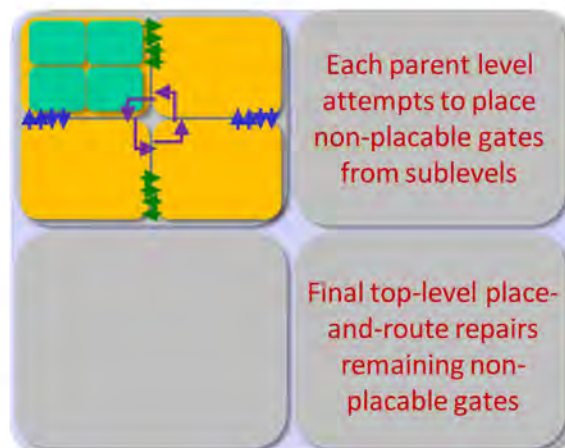 Each parent level
attempts to place
non-placable gates
from sublevels
Final top-level place-
and-route repairs
remaining non-
placable gates